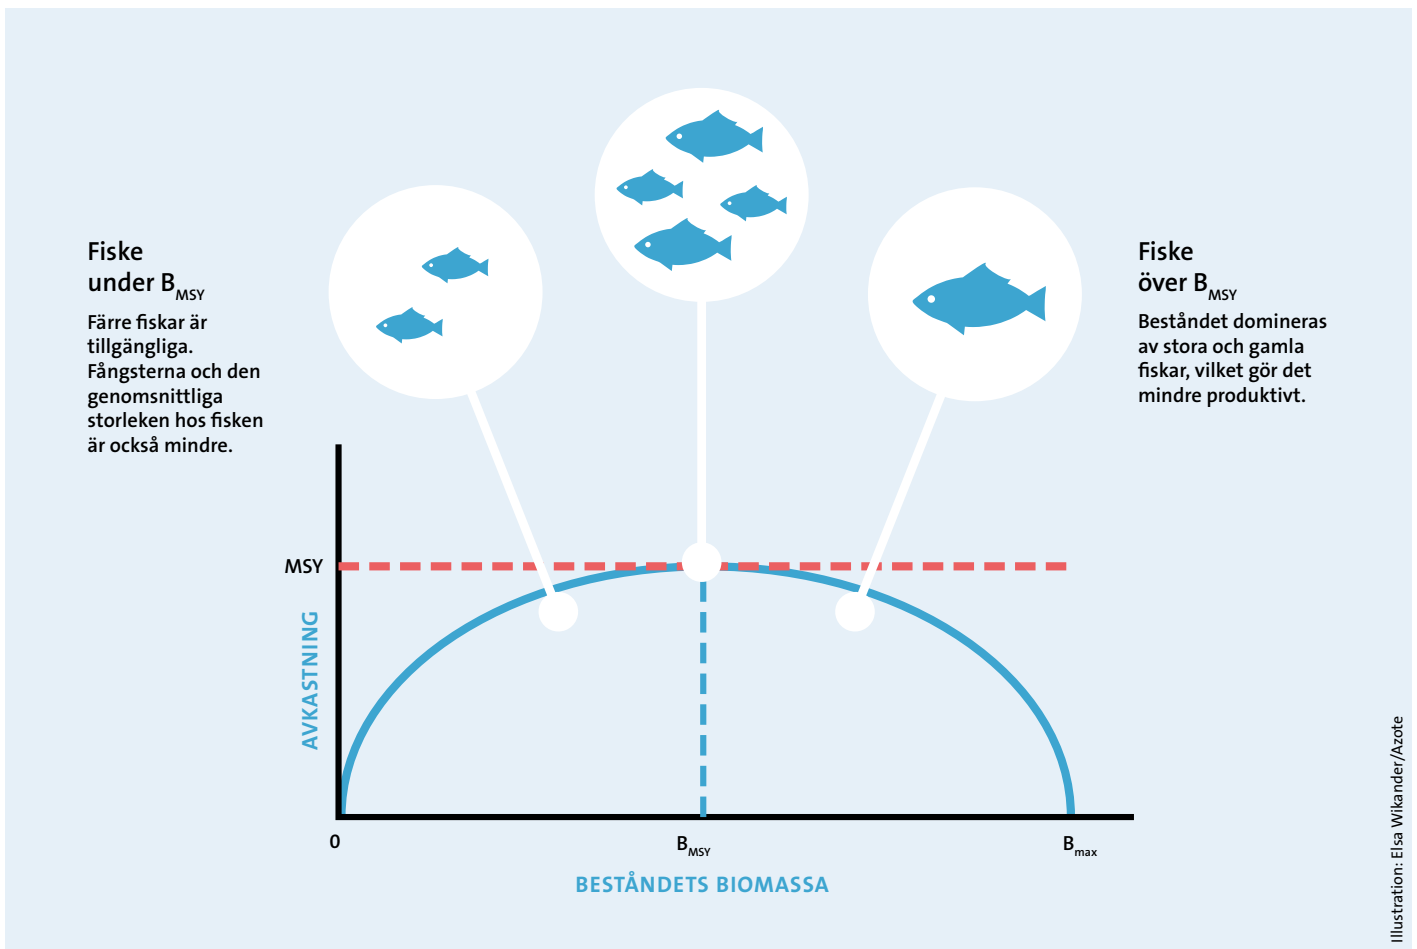 Fiske
under BMSY
Färre fiskar är
tillgängliga.
Fångsterna och den
genomsnittliga
storleken hos fisken
är också mindre.
Fiske
över BMSY
Beståndet domineras
av stora och gamla
fiskar, vilket gör det
mindre produktivt.
MSY
AVKASTNING
0
BMSY
Bmax
BESTÅNDETS BIOMASSA
Illustration: Elsa Wikander/Azote